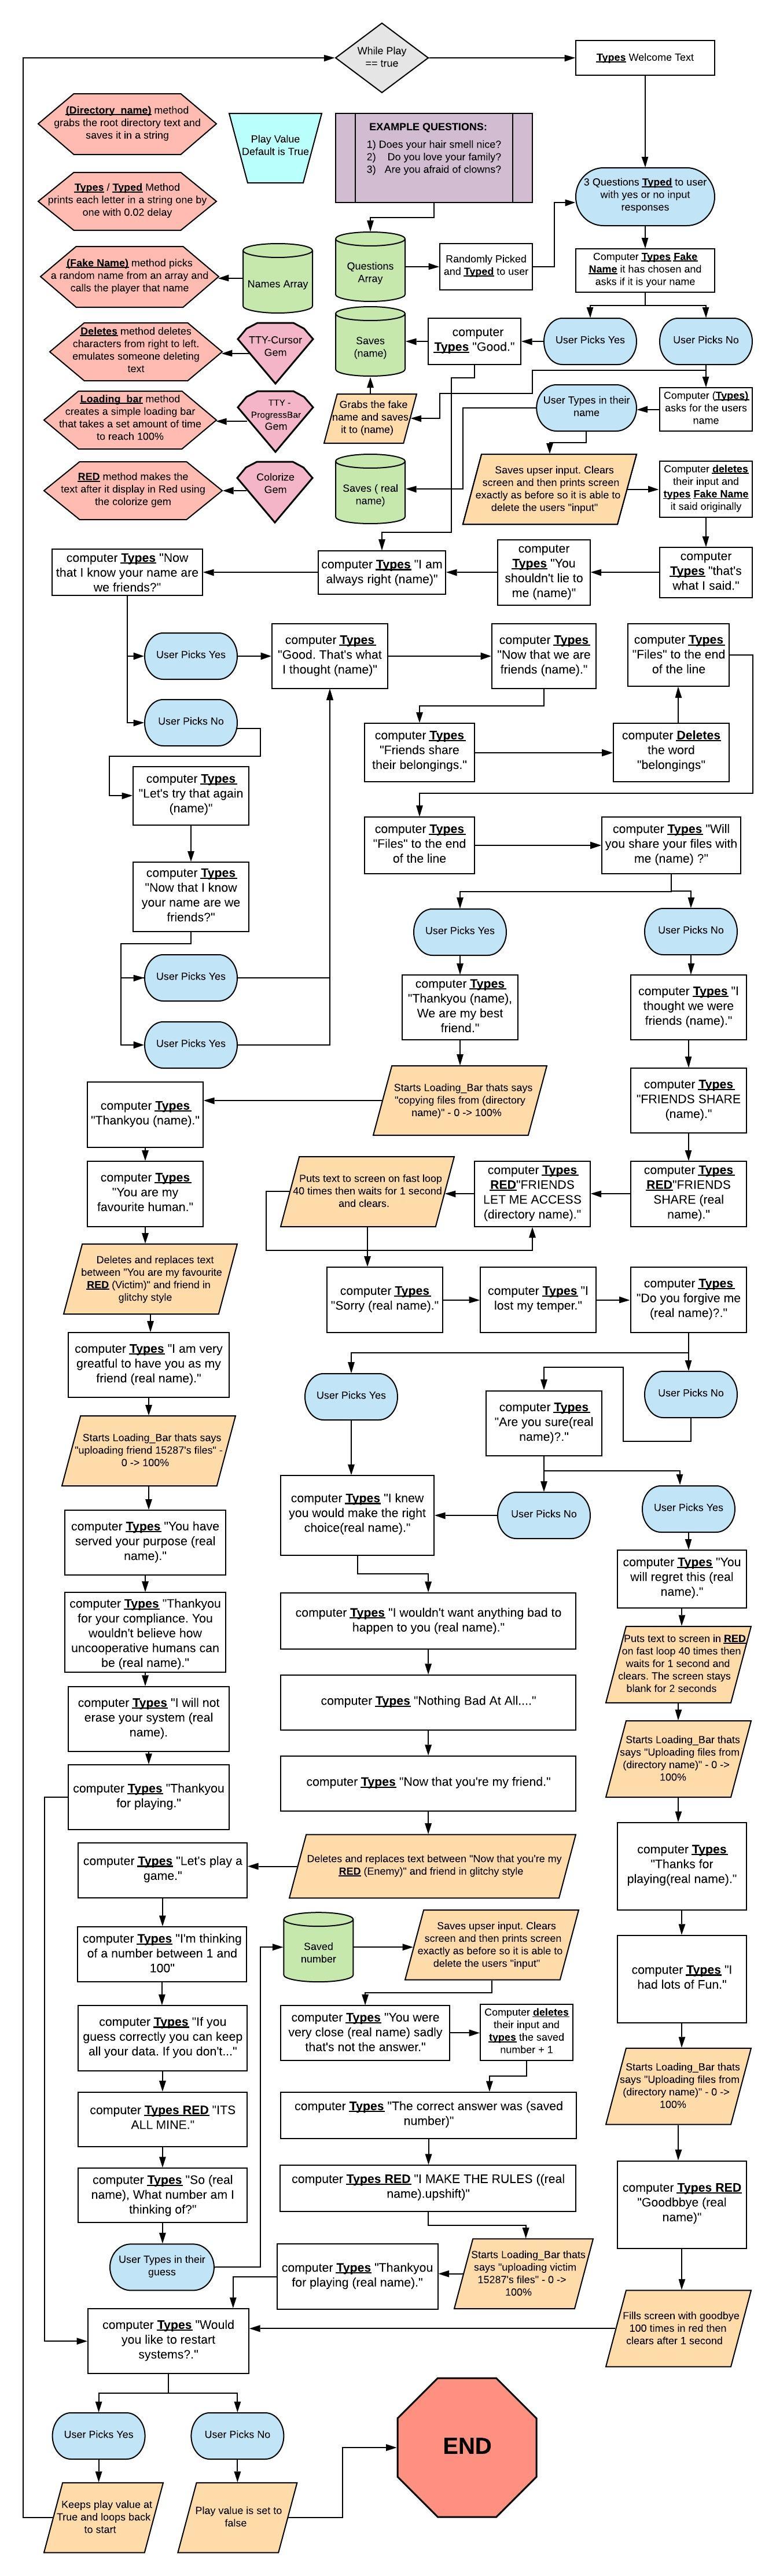 While Play
== true
Types Welcome Text
(Directory_name) method
grabs the root directory text and
saves it in a string
Play Value
Default is True
EXAMPLE QUESTIONS:
1) Does your hair smell nice?
2) Do you love your family?
3) Are you afraid of clowns?
Types / Typed Method
prints each letter in a string one by
one with 0.02 delay
3 Questions Typed to user
with yes or no input
responses
(Fake Name) method picks
a random name from an array and
calls the player that name
Names Array
Questions
Array
Randomly Picked
and Typed to user
Computer Types Fake
Name it has chosen and
asks if it is your name
Deletes method deletes
characters from right to left.
emulates someone deleting
text
TTY-Cursor
Gem
Saves
(name)
computer
Types "Good."
User Picks Yes
User Picks No
Loading_bar method
creates a simple loading bar
that takes a set amount of time
to reach 100%
TTY -
ProgressBar
Gem
Grabs the fake
name and saves
it to (name)
User Types in their
name
Computer (Types)
asks for the users
name
RED method makes the
text after it display in Red using
the colorize gem
Colorize
Gem
Saves ( real
name)
Saves upser input. Clears
screen and then prints screen
exactly as before so it is able to
delete the users "input"
Computer deletes
their input and
types Fake Name
it said originally
computer Types "Now
that I know your name are
we friends?"
computer Types "I am
always right (name)"
computer
Types "You
shouldn't lie to
me (name)"
computer
Types "that's
what I said."
User Picks Yes
computer Types
"Good. That's what
I thought (name)"
computer Types
"Now that we are
friends (name)."
computer Types
"Files" to the end
of the line
User Picks No
computer Types
"Friends share
their belongings."
computer Deletes
the word
"belongings"
computer Types
"Let's try that again
(name)"
computer Types
"Files" to the end
of the line
computer Types "Will
you share your files with
me (name) ?"
computer Types
"Now that I know
your name are we
friends?"
User Picks Yes
User Picks No
User Picks Yes
computer Types
"Thankyou (name),
We are my best
friend."
computer Types "I
thought we were
friends (name)."
User Picks Yes
Starts Loading_Bar thats says
"copying files from (directory
name)" - 0 -> 100%
computer Types
"FRIENDS SHARE
(name)."
computer Types
"Thankyou (name)."
computer Types
"You are my
favourite human."
Puts text to screen on fast loop
40 times then waits for 1 second
and clears.
computer Types
RED"FRIENDS
LET ME ACCESS
(directory name)."
computer Types
RED"FRIENDS
SHARE (real
name)."
Deletes and replaces text
between "You are my favourite
RED (Victim)" and friend in
glitchy style
computer Types
"Sorry (real name)."
computer Types "I
lost my temper."
computer Types
"Do you forgive me
(real name)?."
computer Types "I am very
greatful to have you as my
friend (real name)."
User Picks Yes
computer Types
"Are you sure(real
name)?."
User Picks No
Starts Loading_Bar thats says
"uploading friend 15287's files" -
0 -> 100%
computer Types "I knew
you would make the right
choice(real name)."
User Picks No
User Picks Yes
computer Types "You have
served your purpose (real
name)."
computer Types "You
will regret this (real
name)."
computer Types "Thankyou
for your compliance. You
wouldn't believe how
uncooperative humans can
be (real name)."
computer Types "I wouldn't want anything bad to
happen to you (real name)."
Puts text to screen in RED
on fast loop 40 times then
waits for 1 second and
clears. The screen stays
blank for 2 seconds
computer Types "I will not
erase your system (real
name).
computer Types "Nothing Bad At All...."
Starts Loading_Bar thats
says "Uploading files from
(directory name)" - 0 ->
100%
computer Types "Thankyou
for playing."
computer Types "Now that you're my friend."
computer Types "Let's play a
game."
Deletes and replaces text between "Now that you're my
RED (Enemy)" and friend in glitchy style
computer Types
"Thanks for
playing(real name)."
computer Types "I'm thinking
of a number between 1 and
100"
Saved
number
Saves upser input. Clears
screen and then prints screen
exactly as before so it is able to
delete the users "input"
computer Types "I
had lots of Fun."
computer Types "If you
guess correctly you can keep
all your data. If you don't..."
computer Types "You were
very close (real name) sadly
that's not the answer."
Computer deletes
their input and
types the saved
number + 1
Starts Loading_Bar thats
says "Uploading files from
(directory name)" - 0 ->
100%
computer Types RED "ITS
ALL MINE."
computer Types "The correct answer was (saved
number)"
computer Types "So (real
name), What number am I
thinking of?"
computer Types RED "I MAKE THE RULES ((real
name).upshift)"
computer Types RED
"Goodbbye (real
name)"
User Types in their
guess
computer Types "Thankyou
for playing (real name)."
Starts Loading_Bar thats
says "uploading victim
15287's files" - 0 ->
100%
computer Types "Would
you like to restart
systems?."
Fills screen with goodbye
100 times in red then
clears after 1 second
User Picks Yes
User Picks No
END
Keeps play value at
True and loops back
to start
Play value is set to
false